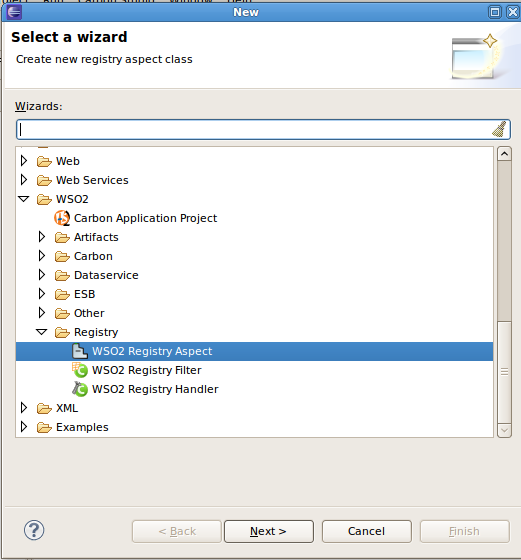 New
Select a wizard
Create new registry aspect class
Wizards:
Web
Web Services
WSO2
Carbon Application Project
Artifacts
Carbon
Dataservice
ESB
Other
Registry
WSO2 Registry Aspect
WSO2 Registry Filter
WSO2 Registry Handler
XML
Examples
? < Back Next > Cancel Finish